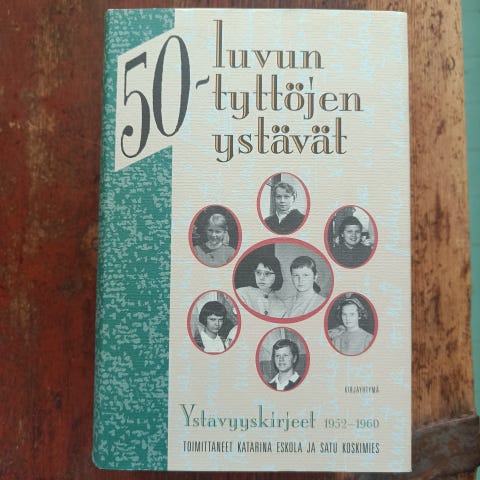 50-luvun
tyttöjen
ystävät
KIRJAYHTYMÄ
Ystävyyskirjeet 1952–1960
TOIMITTANEET KATARINA ESKOLA JA SATU KOSKIMIES